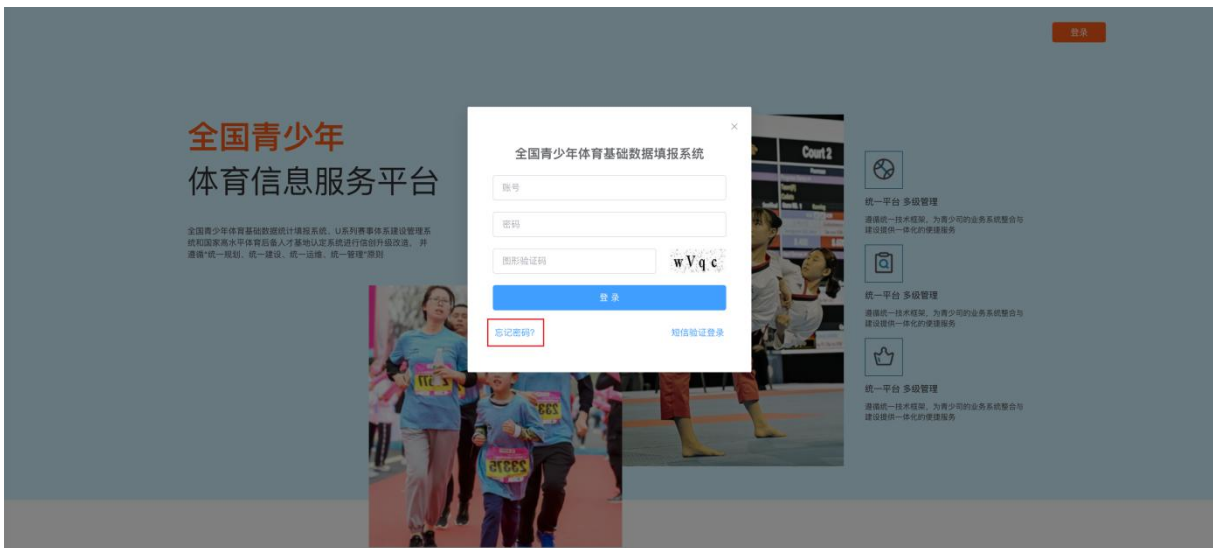 登录
全国青少年
体育信息服务平台
全国青少年体育基础数据统计填报系统、U系列赛事体系建设管理系
统和国家高水平体育后备人才基地认定系统进行信创升级改造， 并
遵循“统一规划、统一建设、统一运维、统一管理”原则
×
全国青少年体育基础数据填报系统
账号
密码
图形验证码
wVqc
登 录
忘记密码?
短信验证登录
Court 2
23375
统一平台 多级管理
遵循统一技术框架，为青少司的业务系统整合与
建设提供一体化的便捷服务
统一平台 多级管理
遵循统一技术框架，为青少司的业务系统整合与
建设提供一体化的便捷服务
统一平台 多级管理
遵循统一技术框架，为青少司的业务系统整合与
建设提供一体化的便捷服务